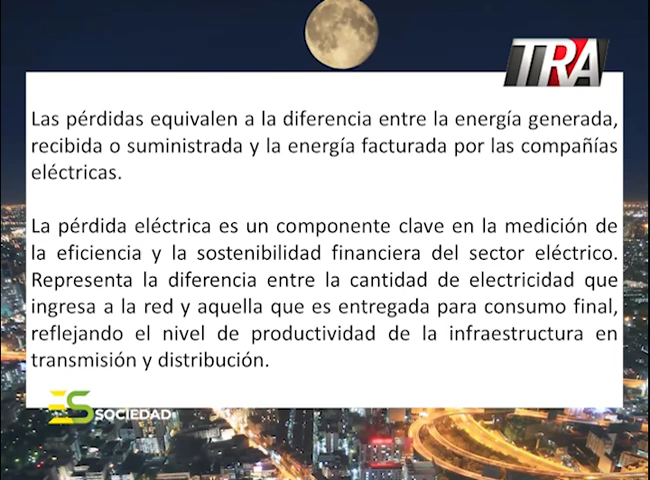 TRA
Las pérdidas equivalen a la diferencia entre la energía generada,
recibida o suministrada y la energía facturada por las compañías
eléctricas.
La pérdida eléctrica es un componente clave en la medición de
la eficiencia y la sostenibilidad financiera del sector eléctrico.
Representa la diferencia entre la cantidad de electricidad que
ingresa a la red y aquella que es entregada para consumo final,
reflejando el nivel de productividad de la infraestructura en
transmisión y distribución.
ES SOCIEDAD